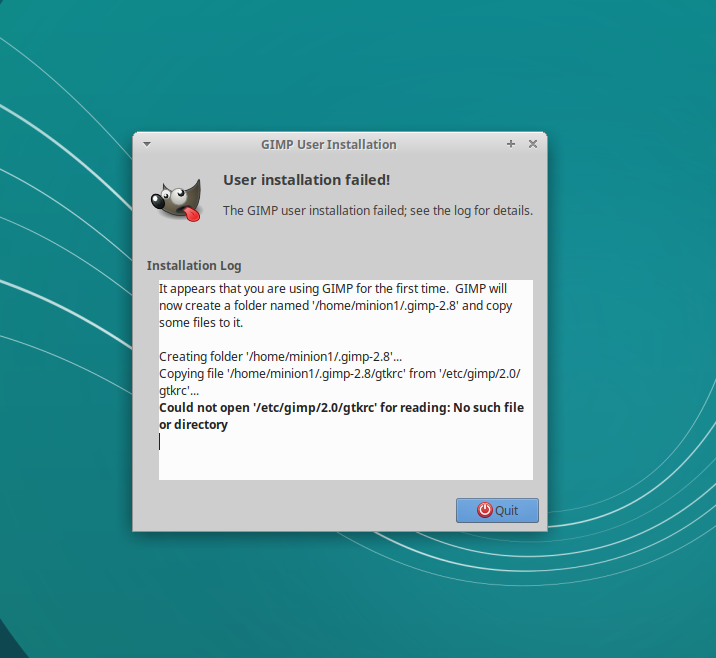 GIMP User Installation
User installation failed!
The GIMP user installation failed; see the log for details.
Installation Log
It appears that you are using GIMP for the first time.  GIMP will
now create a folder named '/home/minion1/.gimp-2.8' and copy
some files to it.
Creating folder '/home/minion1/.gimp-2.8'...
Copying file '/home/minion1/.gimp-2.8/gtkrc' from '/etc/gimp/2.0/
gtkrc'...
Could not open '/etc/gimp/2.0/gtkrc' for reading: No such file
or directory
Quit